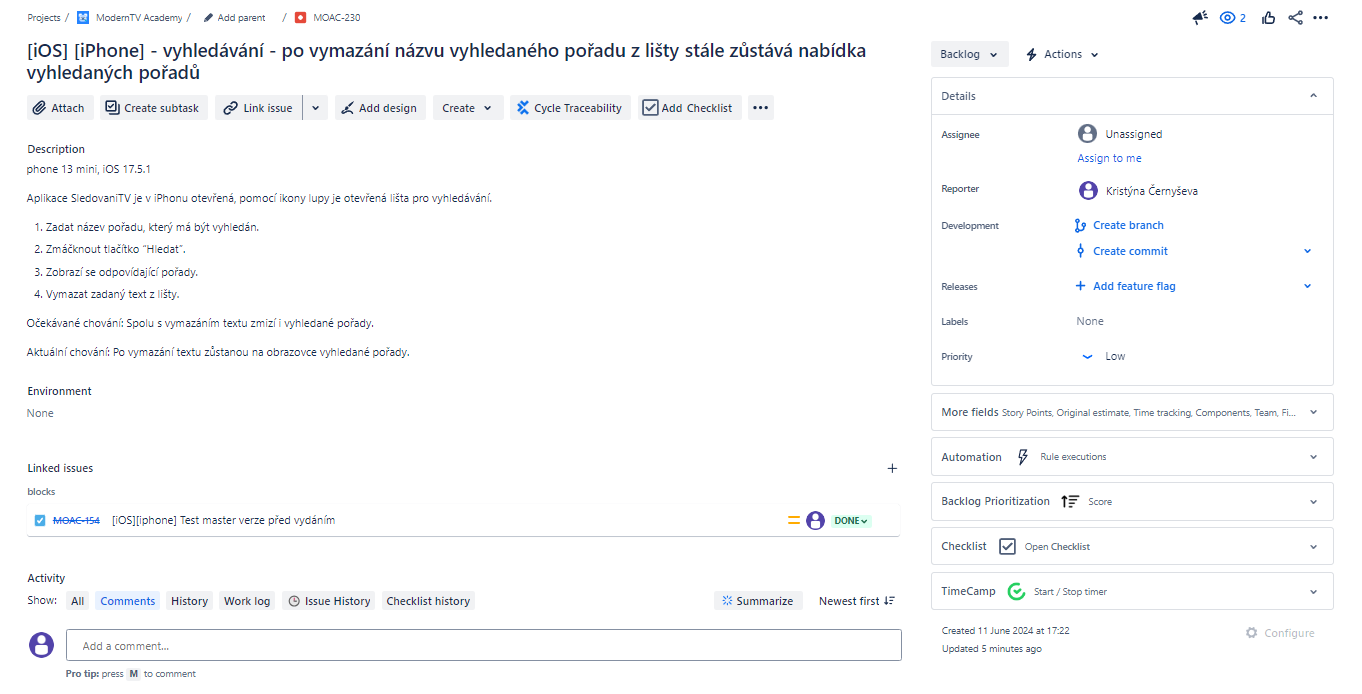 Projects / ModernTV Academy / Add parent / MOAC-230
2
[iOS] [iPhone] - vyhledávání - po vymazání názvu vyhledaného pořadu z lišty stále zůstává nabídka
vyhledaných pořadů
Attach Create subtask Link issue Add design Create Cycle Traceability Add Checklist
Description
phone 13 mini, iOS 17.5.1
Aplikace SledovaniTV je v iPhonu otevřená, pomocí ikony lupy je otevřená lišta pro vyhledávání.
1. Zadat název pořadu, který má být vyhledán.
2. Zmáčknout tlačítko “Hledat”.
3. Zobrazí se odpovídající pořady.
4. Vymazat zadaný text z lišty.
Očekávané chování: Spolu s vymazáním textu zmizí i vyhledané pořady.
Aktuální chování: Po vymazání textu zůstanou na obrazovce vyhledané pořady.
Environment
None
Linked issues
blocks
MOAC-154 [iOS][iphone] Test master verze před vydáním DONE
Activity
Show: All Comments History Work log Issue History Checklist history Summarize Newest first
Add a comment...
Pro tip: press M to comment
Backlog Actions
Details
Assignee Unassigned
Assign to me
Reporter Kristýna Černyševa
Development Create branch
Create commit
Releases Add feature flag
Labels None
Priority Low
More fields Story Points, Original estimate, Time tracking, Components, Team, Fi...
Automation Rule executions
Backlog Prioritization Score
Checklist Open Checklist
TimeCamp Start / Stop timer
Created 11 June 2024 at 17:22 Configure
Updated 5 minutes ago